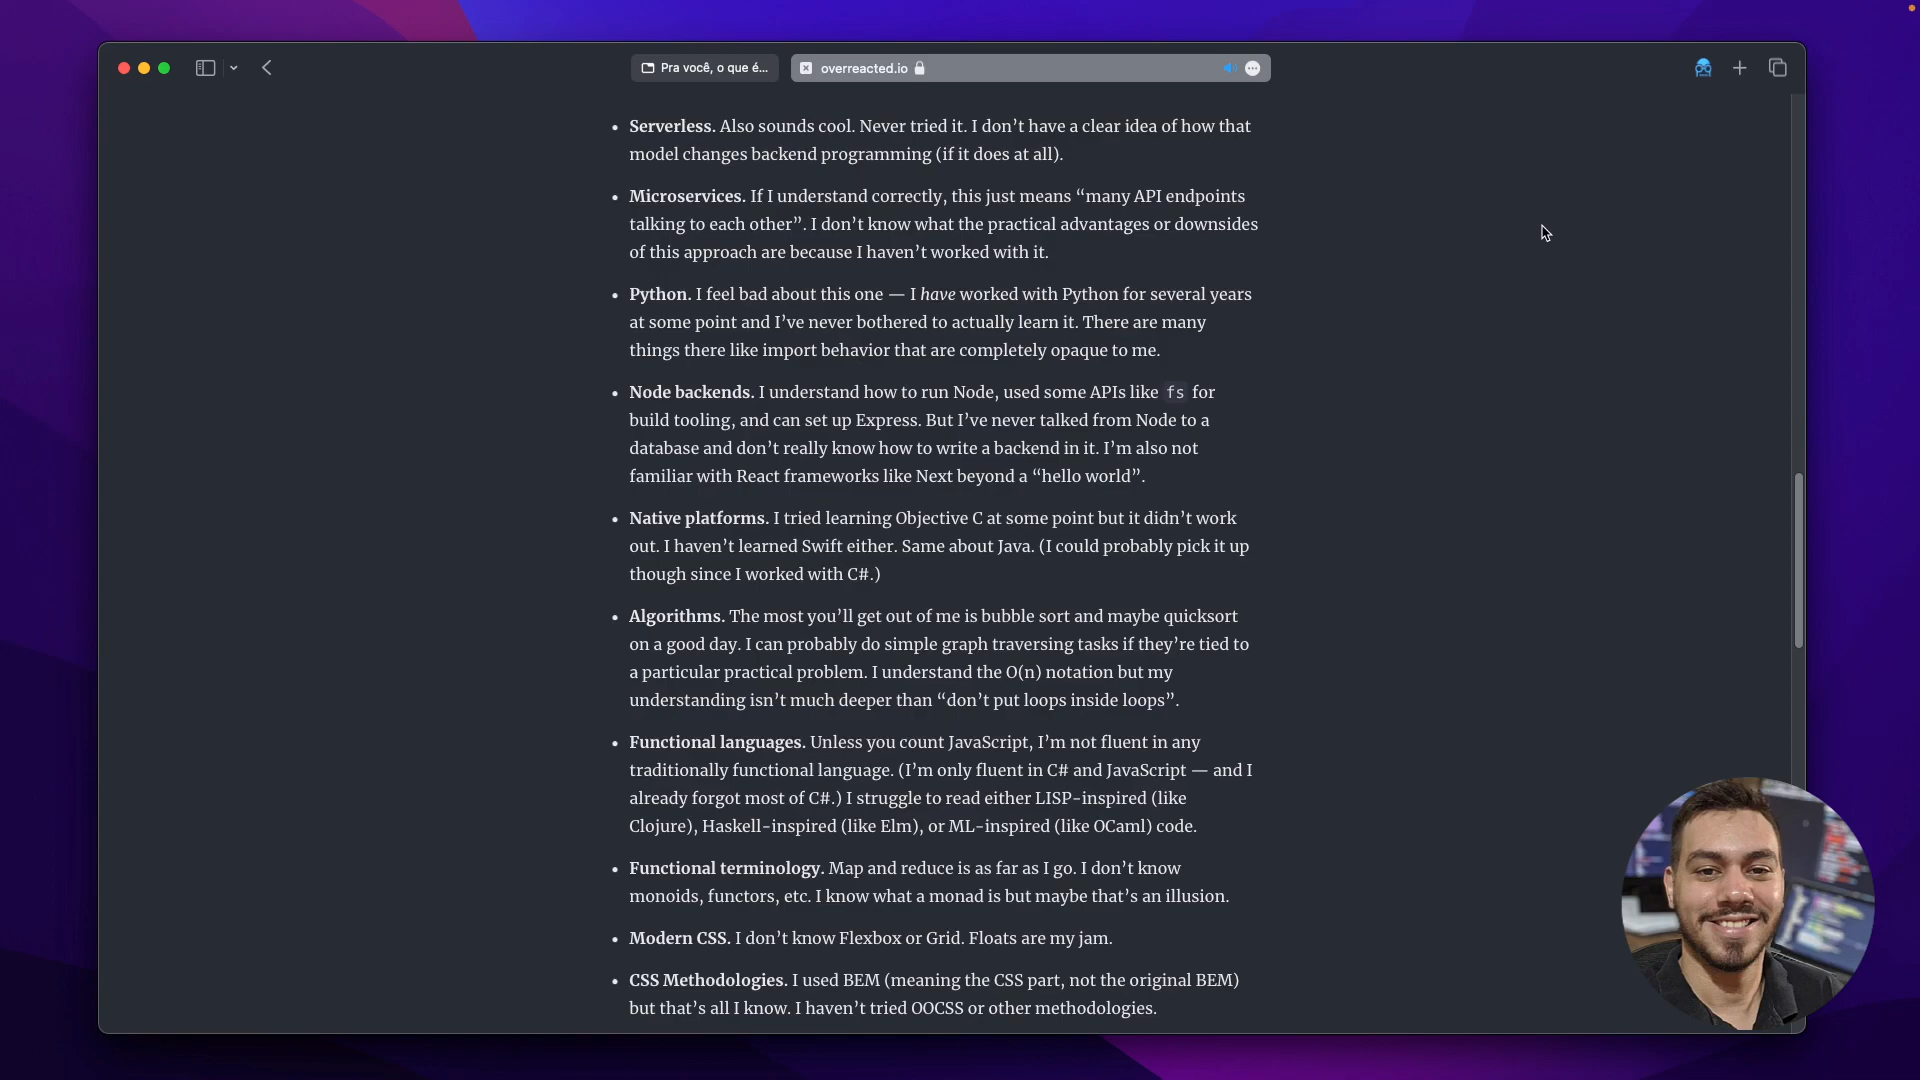 Pra você, o que é...
overreacted.io
• Serverless. Also sounds cool. Never tried it. I don’t have a clear idea of how that
model changes backend programming (if it does at all).
• Microservices. If I understand correctly, this just means “many API endpoints
talking to each other”. I don’t know what the practical advantages or downsides
of this approach are because I haven’t worked with it.
• Python. I feel bad about this one — I have worked with Python for several years
at some point and I’ve never bothered to actually learn it. There are many
things there like import behavior that are completely opaque to me.
• Node backends. I understand how to run Node, used some APIs like fs for
build tooling, and can set up Express. But I’ve never talked from Node to a
database and don’t really know how to write a backend in it. I’m also not
familiar with React frameworks like Next beyond a “hello world”.
• Native platforms. I tried learning Objective C at some point but it didn’t work
out. I haven’t learned Swift either. Same about Java. (I could probably pick it up
though since I worked with C#.)
• Algorithms. The most you’ll get out of me is bubble sort and maybe quicksort
on a good day. I can probably do simple graph traversing tasks if they’re tied to
a particular practical problem. I understand the O(n) notation but my
understanding isn’t much deeper than “don’t put loops inside loops”.
• Functional languages. Unless you count JavaScript, I’m not fluent in any
traditionally functional language. (I’m only fluent in C# and JavaScript — and I
already forgot most of C#.) I struggle to read either LISP-inspired (like
Clojure), Haskell-inspired (like Elm), or ML-inspired (like OCaml) code.
• Functional terminology. Map and reduce is as far as I go. I don’t know
monoids, functors, etc. I know what a monad is but maybe that’s an illusion.
• Modern CSS. I don’t know Flexbox or Grid. Floats are my jam.
• CSS Methodologies. I used BEM (meaning the CSS part, not the original BEM)
but that’s all I know. I haven’t tried OOCSS or other methodologies.